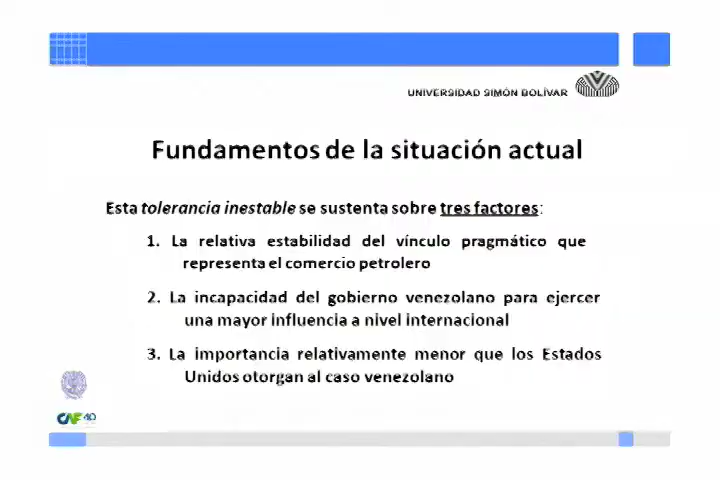 UNIVERSIDAD SIMÓN BOLÍVAR
Fundamentos de la situación actual
Esta tolerancia inestable se sustenta sobre tres factores:
1. La relativa estabilidad del vínculo pragmático que
representa el comercio petrolero
2. La incapacidad del gobierno venezolano para ejercer
una mayor influencia a nivel internacional
3. La importancia relativamente menor que los Estados
Unidos otorgan al caso venezolano
CAF 40